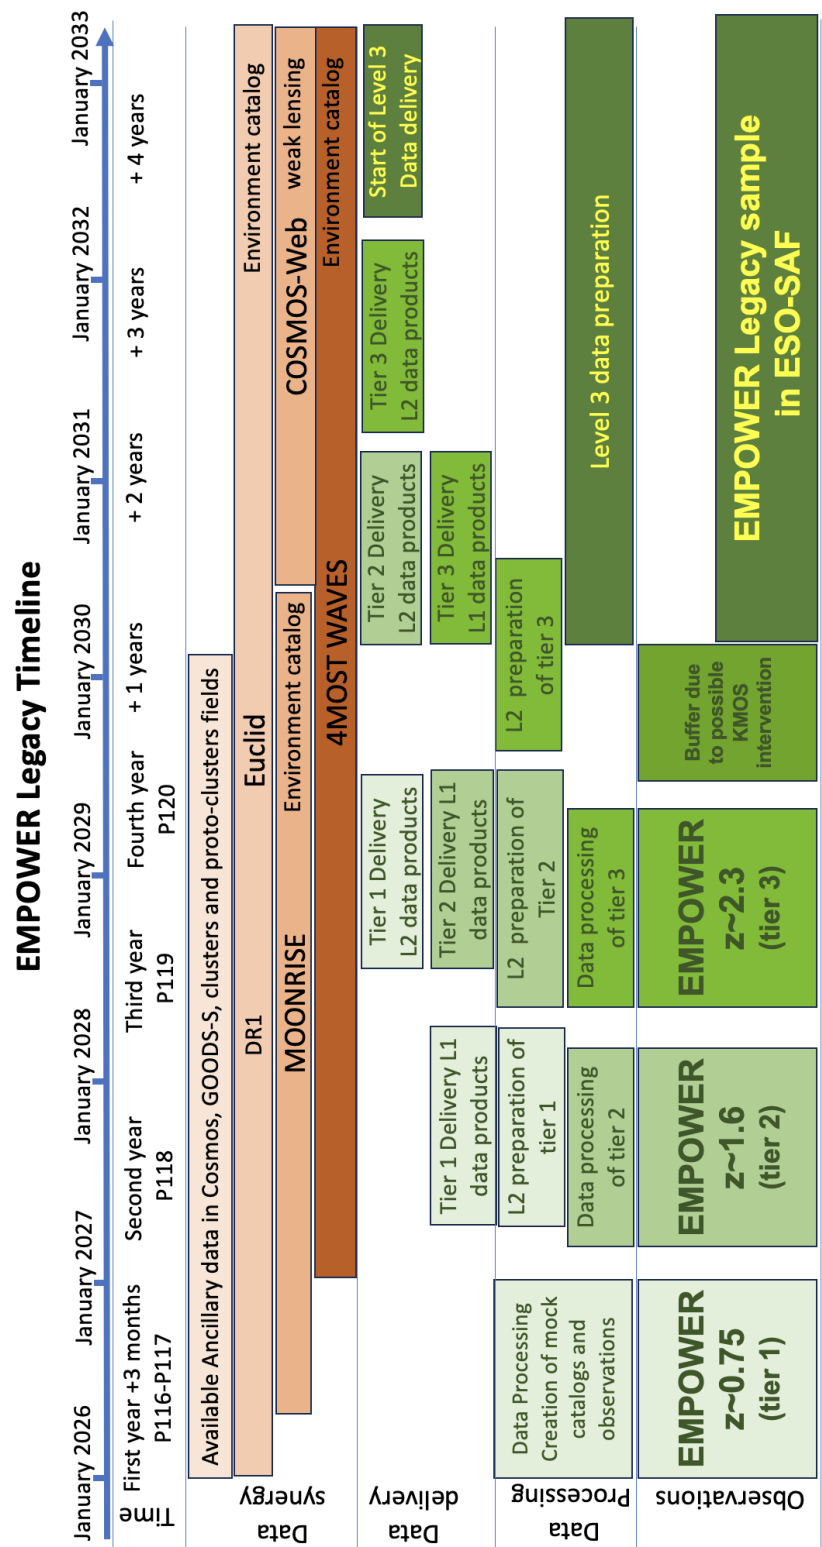 EMPOWER Legacy Timeline
January 2026
January 2027
January 2028
January 2029
January 2030
January 2031
January 2032
January 2033
Time
First year +3 months
P116-P117
Second year
P118
Third year
P119
Fourth year
P120
+ 1 years
+ 2 years
+ 3 years
+ 4 years
Data
synergy
Available Ancillary data in Cosmos, GOODS-S, clusters and proto-clusters fields
DR1
Euclid
Environment catalog
MOONRISE
Environment catalog
COSMOS-Web
weak lensing
4MOST WAVES
Environment catalog
Data
delivery
Tier 1 Delivery
L2 data products
Tier 2 Delivery
L2 data products
Tier 3 Delivery
L2 data products
Start of Level 3
Data delivery
Tier 1 Delivery L1
data products
Tier 2 Delivery L1
data products
Tier 3 Delivery
L1 data products
Data
Processing
Data Processing
Creation of mock
catalogs and
observations
L2 preparation of
tier 1
L2 preparation of
Tier 2
L2 preparation
of tier 3
Data processing
of tier 2
Data processing
of tier 3
Level 3 data preparation
Observations
EMPOWER
z~0.75
(tier 1)
EMPOWER
z~1.6
(tier 2)
EMPOWER
z~2.3
(tier 3)
Buffer due
to possible
KMOS
intervention
EMPOWER Legacy sample
in ESO-SAF